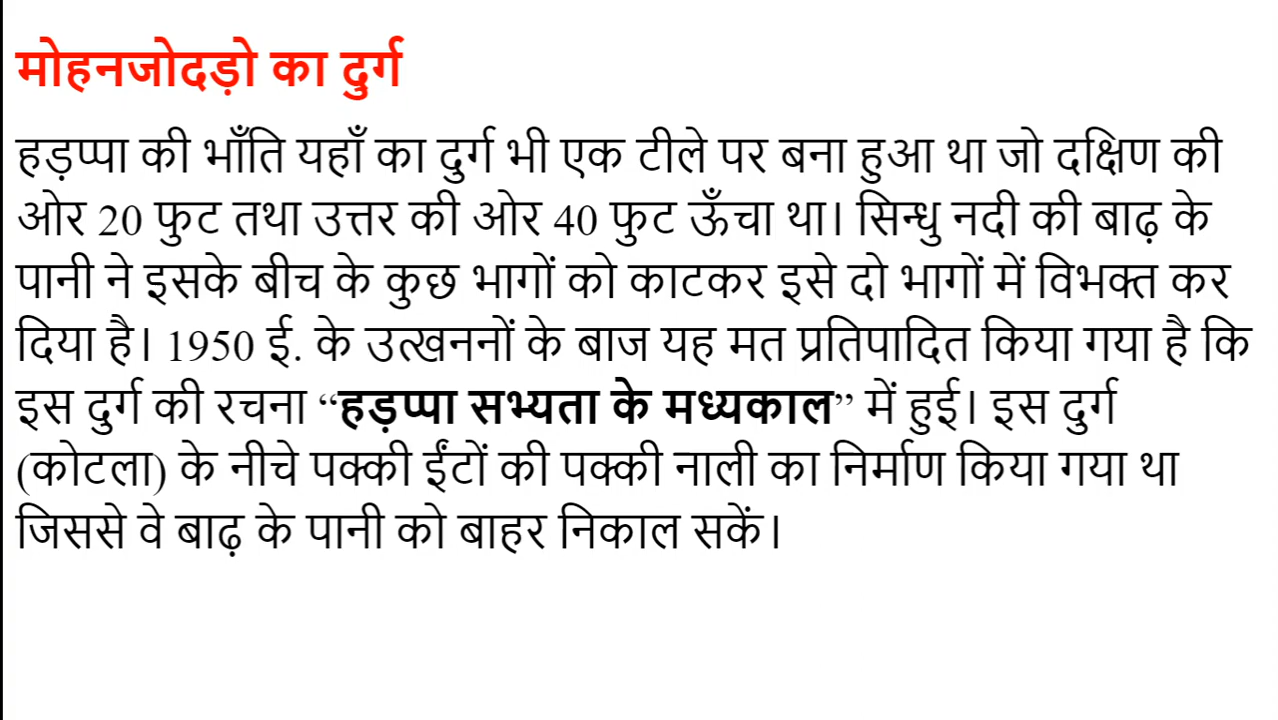 मोहनजोदड़ो का दुर्ग
हड़प्पा की भाँति यहाँ का दुर्ग भी एक टीले पर बना हुआ था जो दक्षिण की
ओर 20 फुट तथा उत्तर की ओर 40 फुट ऊँचा था। सिन्धु नदी की बाढ़ के
पानी ने इसके बीच के कुछ भागों को काटकर इसे दो भागों में विभक्त कर
दिया है। 1950 ई. के उत्खननों के बाज यह मत प्रतिपादित किया गया है कि
इस दुर्ग की रचना “हड़प्पा सभ्यता के मध्यकाल” में हुई। इस दुर्ग
(कोटला) के नीचे पक्की ईंटों की पक्की नाली का निर्माण किया गया था
जिससे वे बाढ़ के पानी को बाहर निकाल सकें।